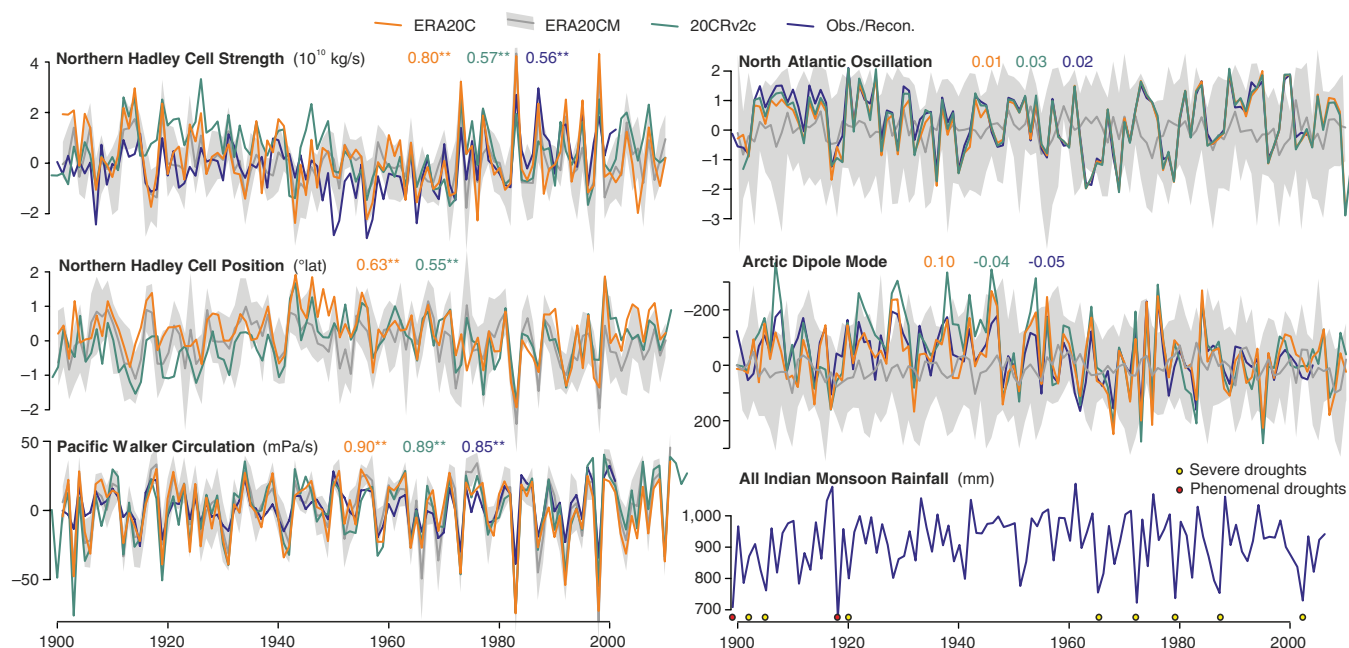 ERA20C ERA20CM 20CRv2c Obs./Recon.
Northern Hadley Cell Strength (10¹⁰ kg/s) 0.80** 0.57** 0.56**
4
2
0
−2
Northern Hadley Cell Position (°lat) 0.63** 0.55**
2
1
0
−1
−2
Pacific Walker Circulation (mPa/s) 0.90** 0.89** 0.85**
50
0
−50
1900 1920 1940 1960 1980 2000
North Atlantic Oscillation 0.01 0.03 0.02
2
1
0
−1
−2
−3
Arctic Dipole Mode 0.10 -0.04 -0.05
−200
0
200
All Indian Monsoon Rainfall (mm)
Severe droughts
Phenomenal droughts
1,000
900
800
700
1900 1920 1940 1960 1980 2000